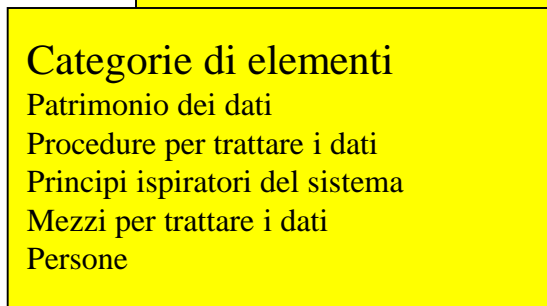 Categorie di elementi
Patrimonio dei dati
Procedure per trattare i dati
Principi ispiratori del sistema
Mezzi per trattare i dati
Persone